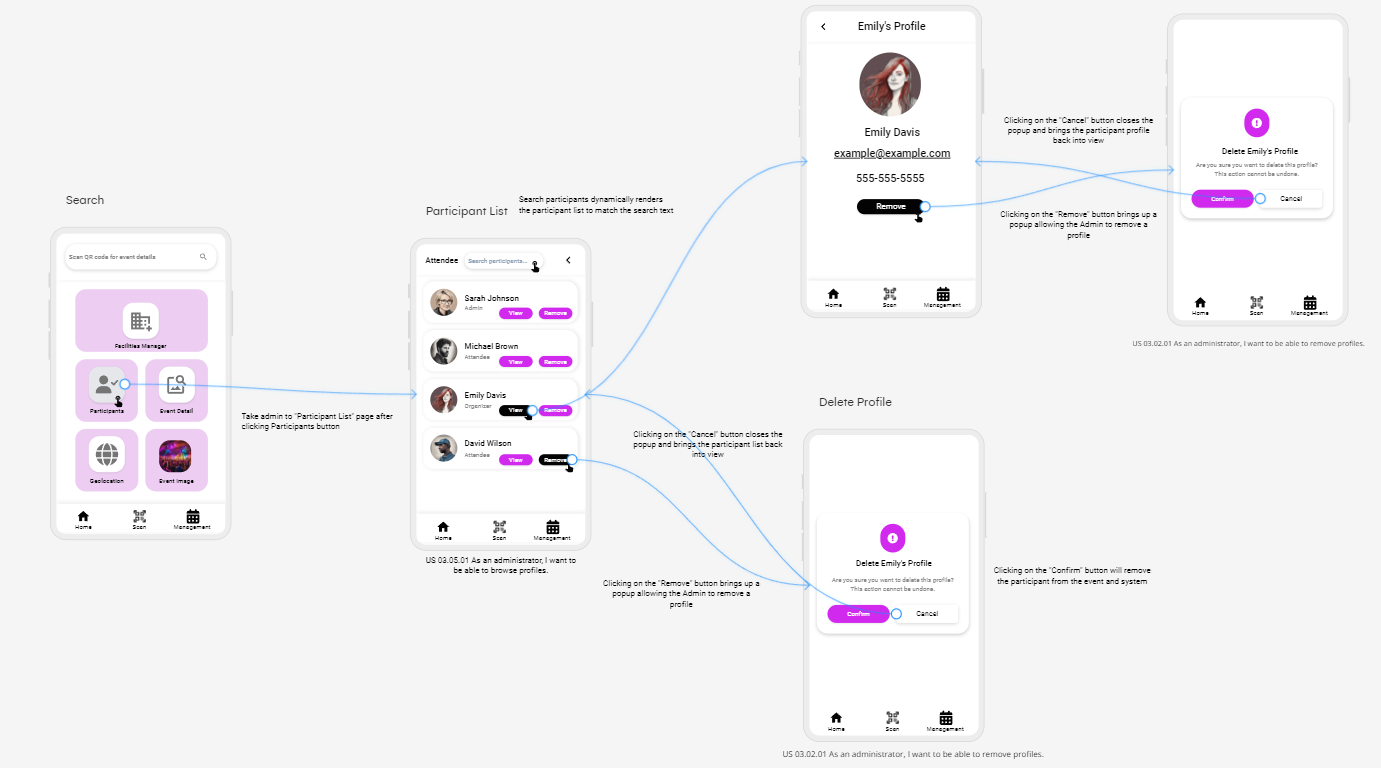 Search
Scan QR code for event details
Facilities Manager
Participants
Event Detail
Geolocation
Event Image
Home
Scan
Management
Take admin to "Participant List" page after
clicking Participants button
Participant List
Search participants dynamically renders
the participant list to match the search text
Attendee
Search participants...
Sarah Johnson
Admin
View
Remove
Michael Brown
Attendee
View
Remove
Emily Davis
Organizer
View
Remove
David Wilson
Attendee
View
Remove
Home
Scan
Management
US 03.05.01 As an administrator, I want to
be able to browse profiles.
Emily's Profile
Emily Davis
example@example.com
555-555-5555
Remove
Home
Scan
Management
Clicking on the "Cancel" button closes the
popup and brings the participant profile
back into view
Clicking on the "Remove" button brings up a
popup allowing the Admin to remove a
profile
Delete Emily's Profile
Are you sure you want to delete this profile?
This action cannot be undone.
Confirm
Cancel
Home
Scan
Management
US 03.02.01 As an administrator, I want to be able to remove profiles.
Clicking on the "Cancel" button closes the
popup and brings the participant list back
into view
Clicking on the "Remove" button brings up a
popup allowing the Admin to remove a
profile
Delete Profile
Delete Emily's Profile
Are you sure you want to delete this profile?
This action cannot be undone.
Confirm
Cancel
Home
Scan
Management
Clicking on the "Confirm" button will remove
the participant from the event and system
US 03.02.01 As an administrator, I want to be able to remove profiles.